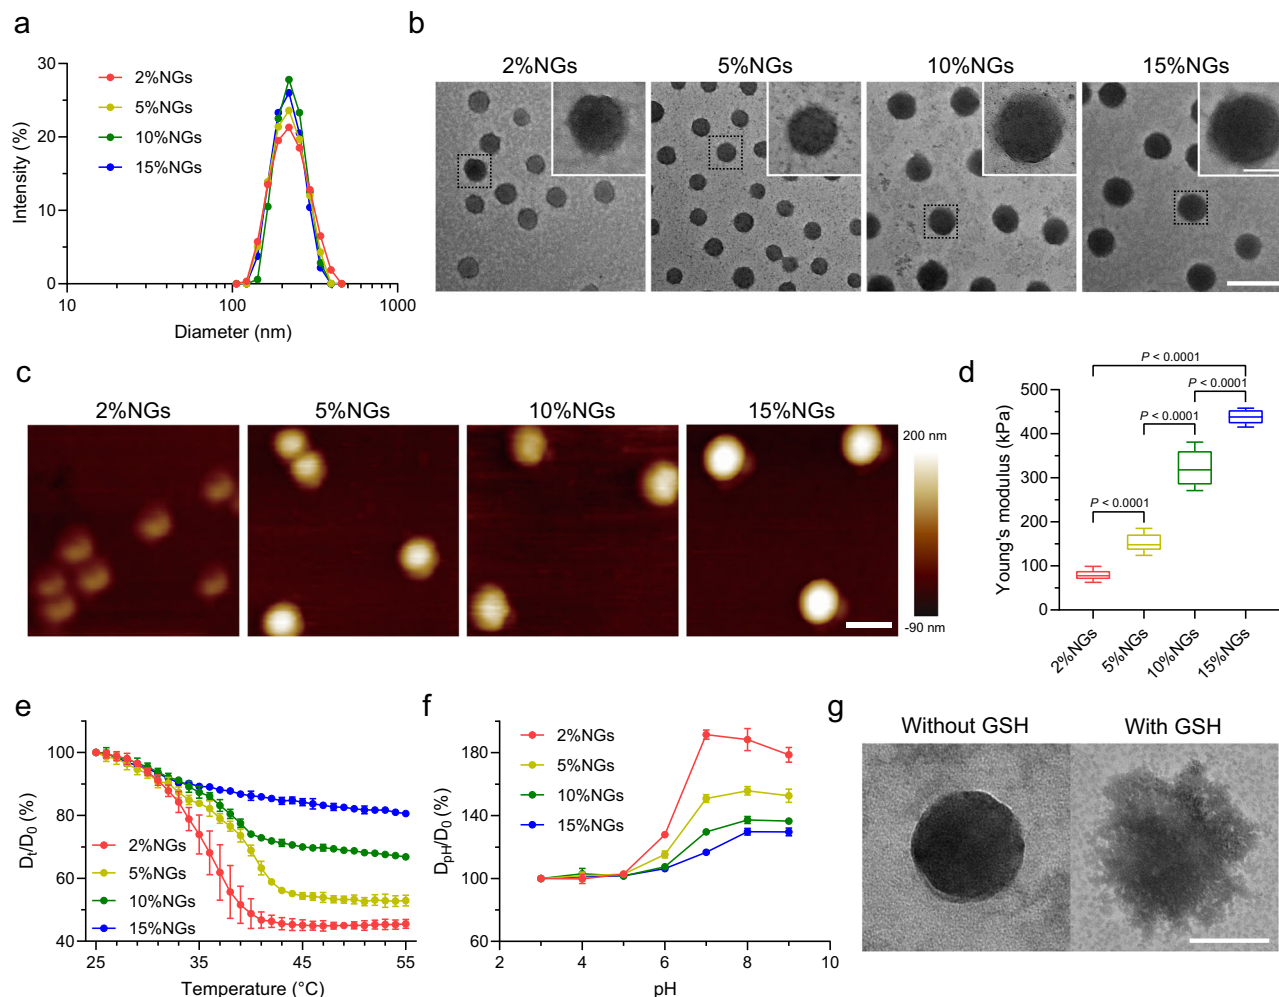 a
30
20
10
0
Intensity (%)
2%NGs
5%NGs
10%NGs
15%NGs
10
100
1000
Diameter (nm)
b
2%NGs
5%NGs
10%NGs
15%NGs
c
2%NGs
5%NGs
10%NGs
15%NGs
200 nm
-90 nm
d
P < 0.0001
P < 0.0001
P < 0.0001
P < 0.0001
500
400
300
200
100
0
Young's modulus (kPa)
2%NGs
5%NGs
10%NGs
15%NGs
e
100
80
60
40
Dt/D0 (%)
2%NGs
5%NGs
10%NGs
15%NGs
25
35
45
55
Temperature (°C)
f
180
140
100
60
DpH/D0 (%)
2%NGs
5%NGs
10%NGs
15%NGs
2
4
6
8
10
pH
g
Without GSH
With GSH